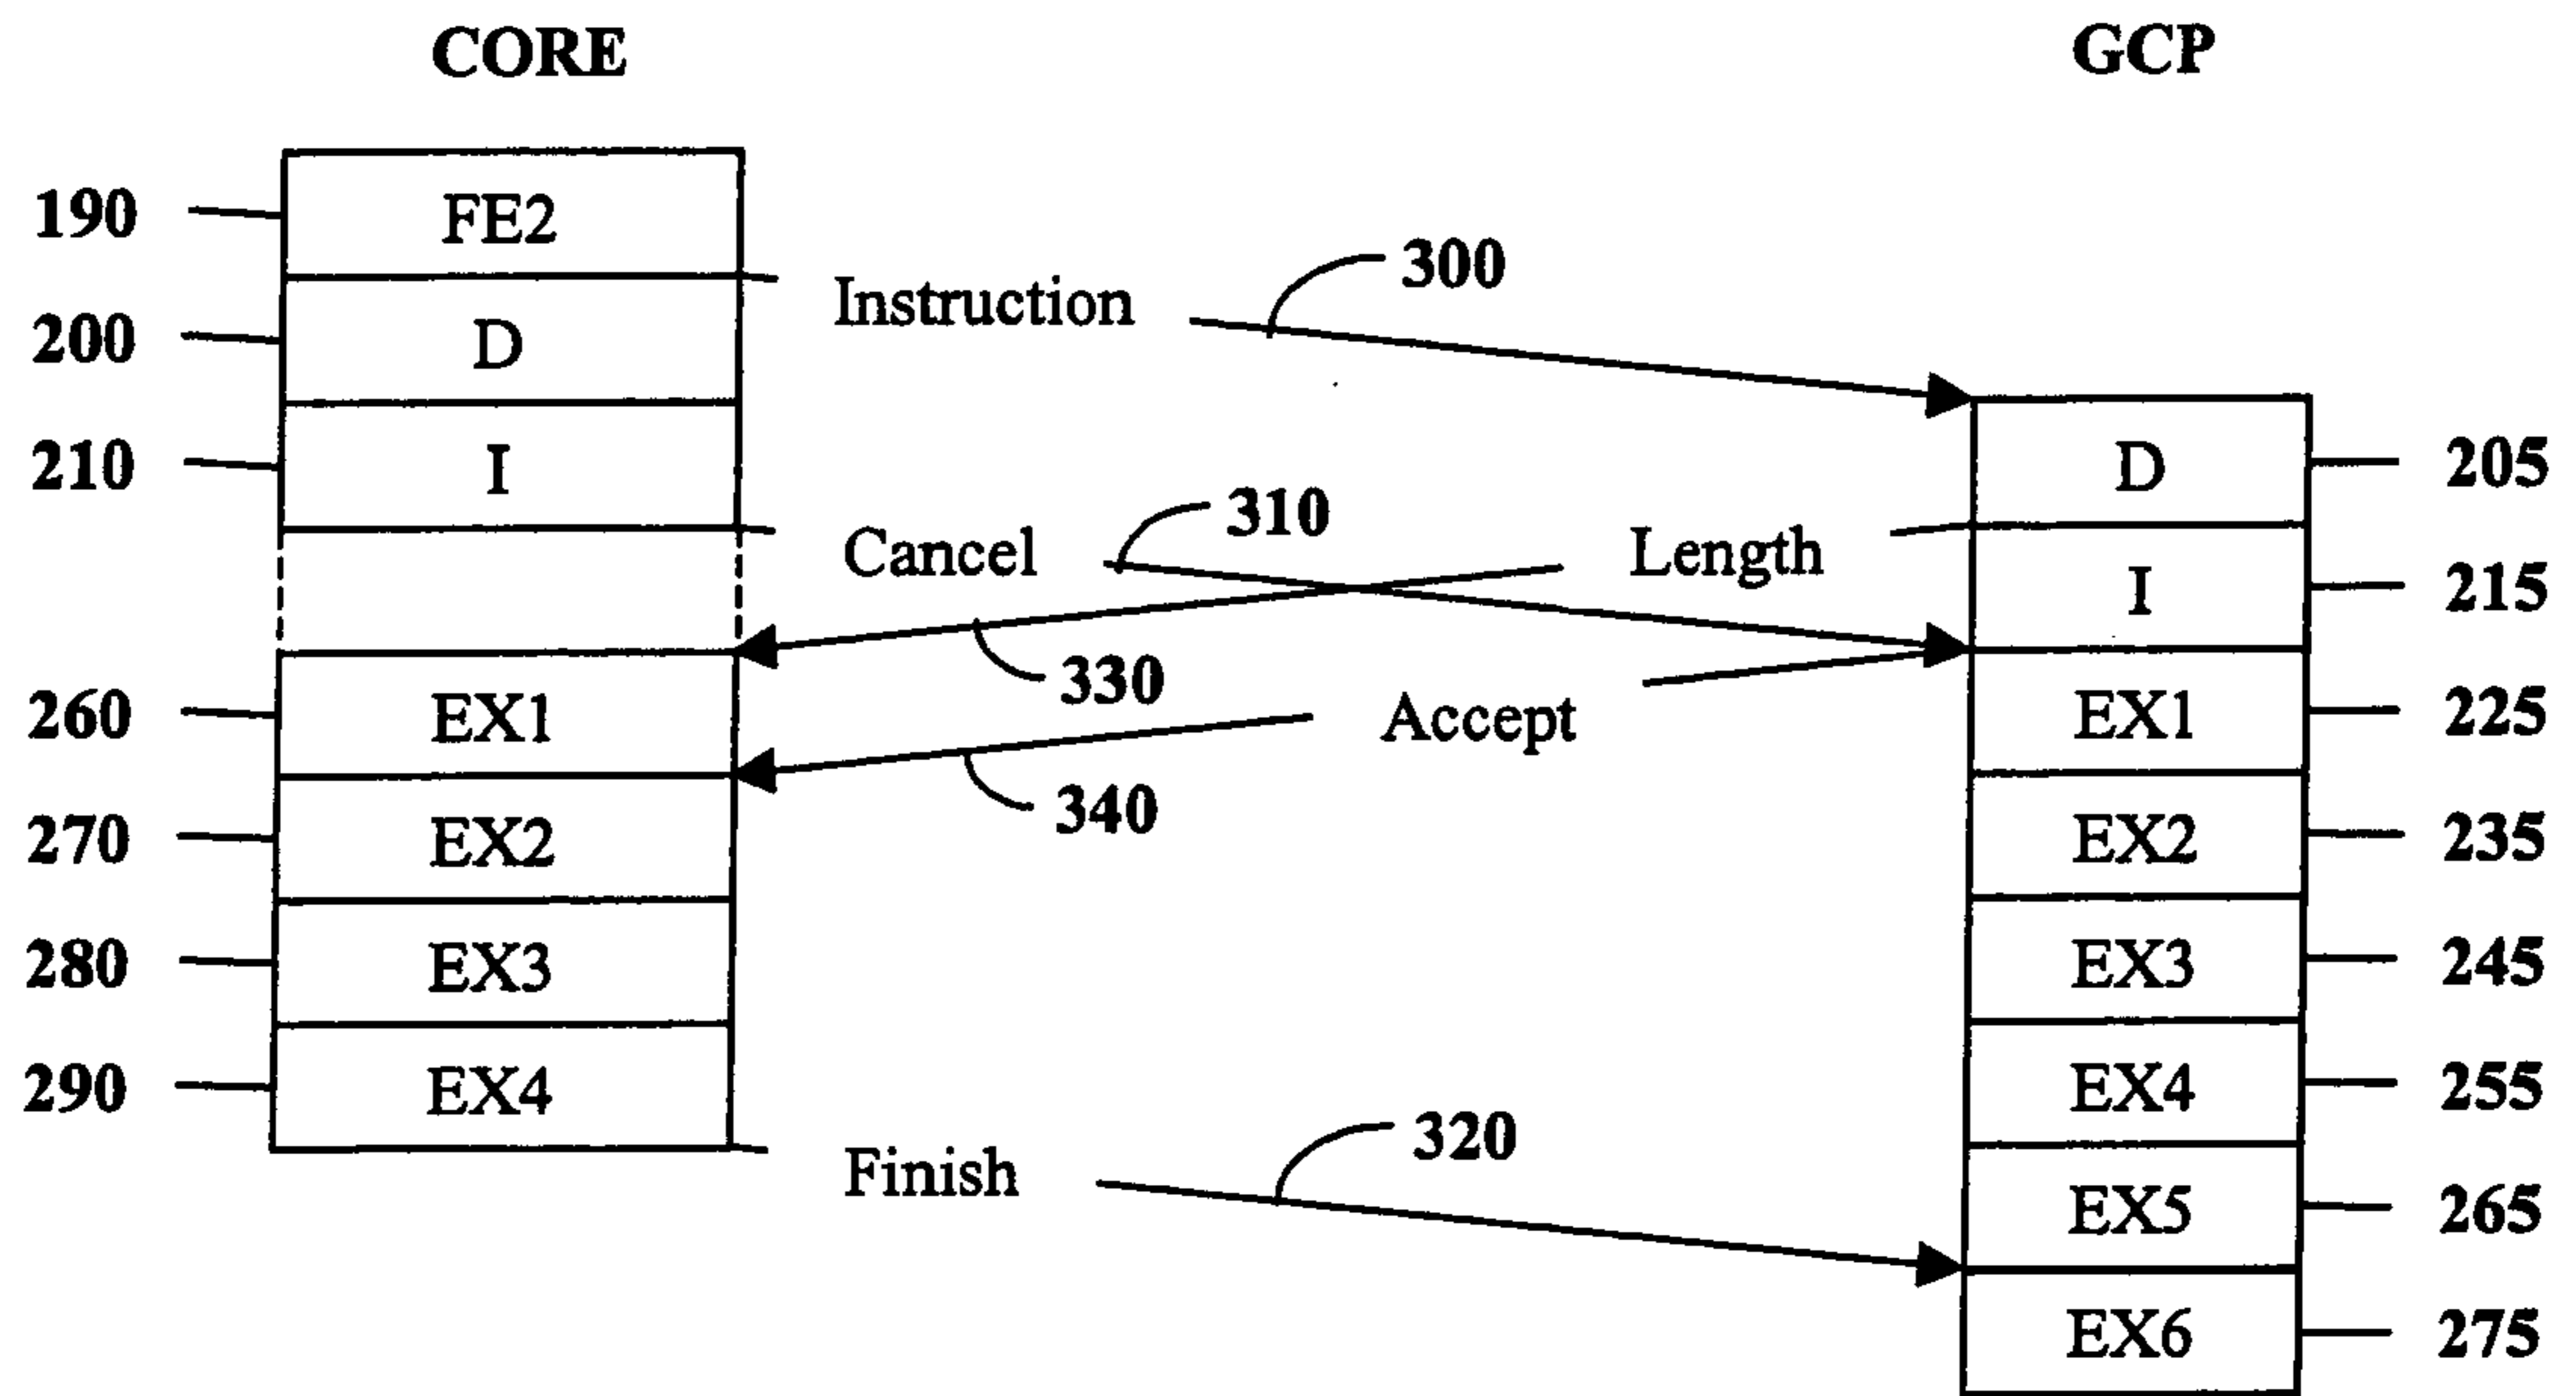 CORE GCP
190 FE2
Instruction 300
200 D
210 I
D 205
Cancel 310 Length
I 215
330
260 EX1
Accept
EX1 225
340
270 EX2
EX2 235
280 EX3
EX3 245
290 EX4
EX4 255
Finish 320
EX5 265
EX6 275